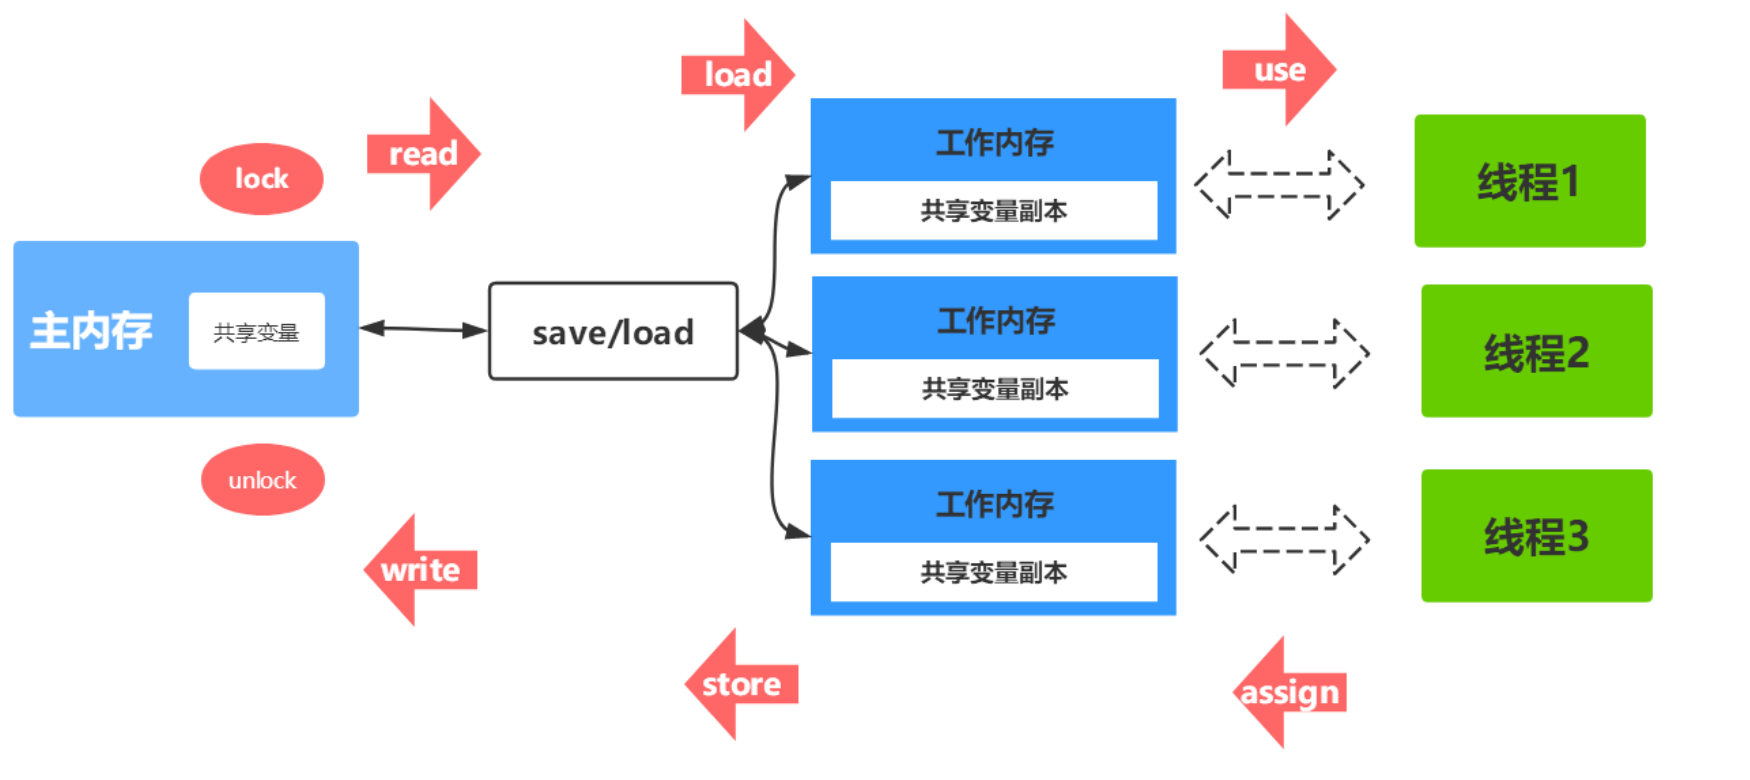 load
use
read
lock
工作内存
共享变量副本
线程1
主内存
共享变量
save/load
工作内存
共享变量副本
线程2
unlock
工作内存
共享变量副本
线程3
write
store
assign